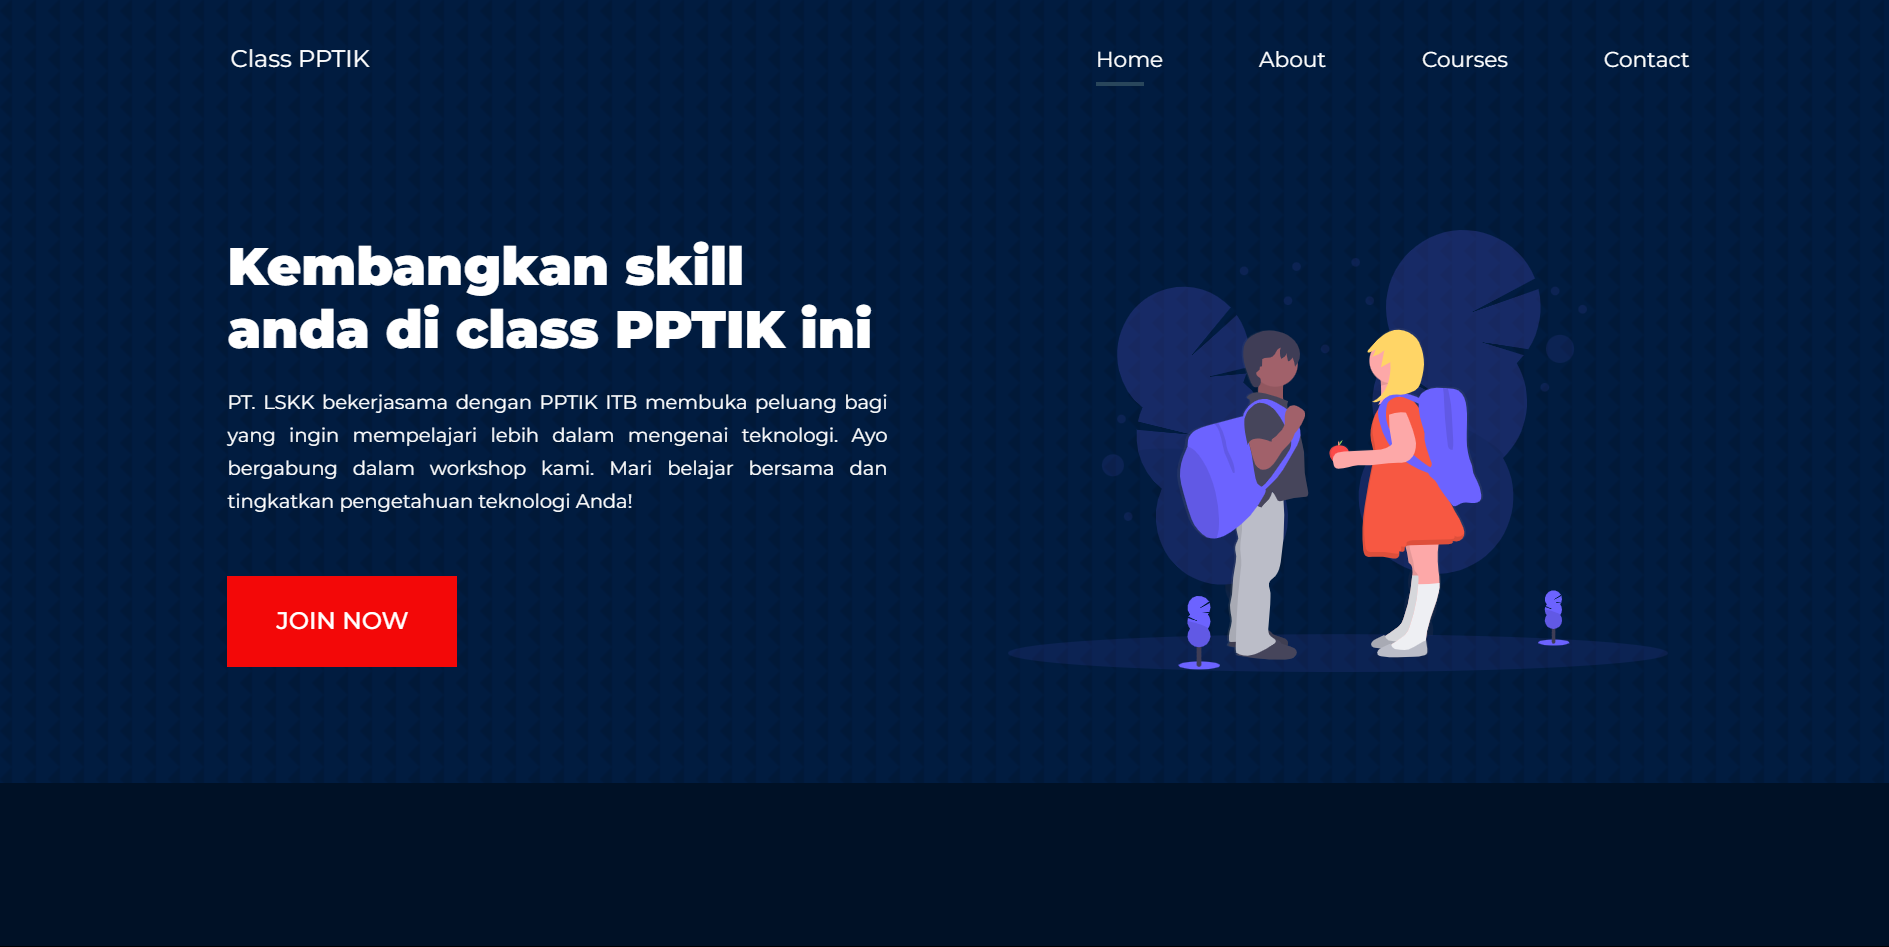 Class PPTIK
Home
About
Courses
Contact
Kembangkan skill
anda di class PPTIK ini
PT. LSKK bekerjasama dengan PPTIK ITB membuka peluang bagi
yang ingin mempelajari lebih dalam mengenai teknologi. Ayo
bergabung dalam workshop kami. Mari belajar bersama dan
tingkatkan pengetahuan teknologi Anda!
JOIN NOW